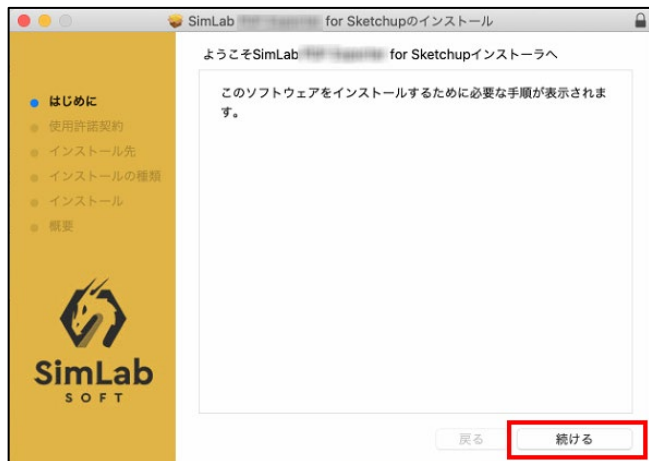 SimLab for Sketchupのインストール
ようこそSimLab for Sketchupインストーラへ
はじめに
使用許諾契約
インストール先
インストールの種類
インストール
概要
このソフトウェアをインストールするために必要な手順が表示されま
す。
SimLab
SOFT
戻る
続ける